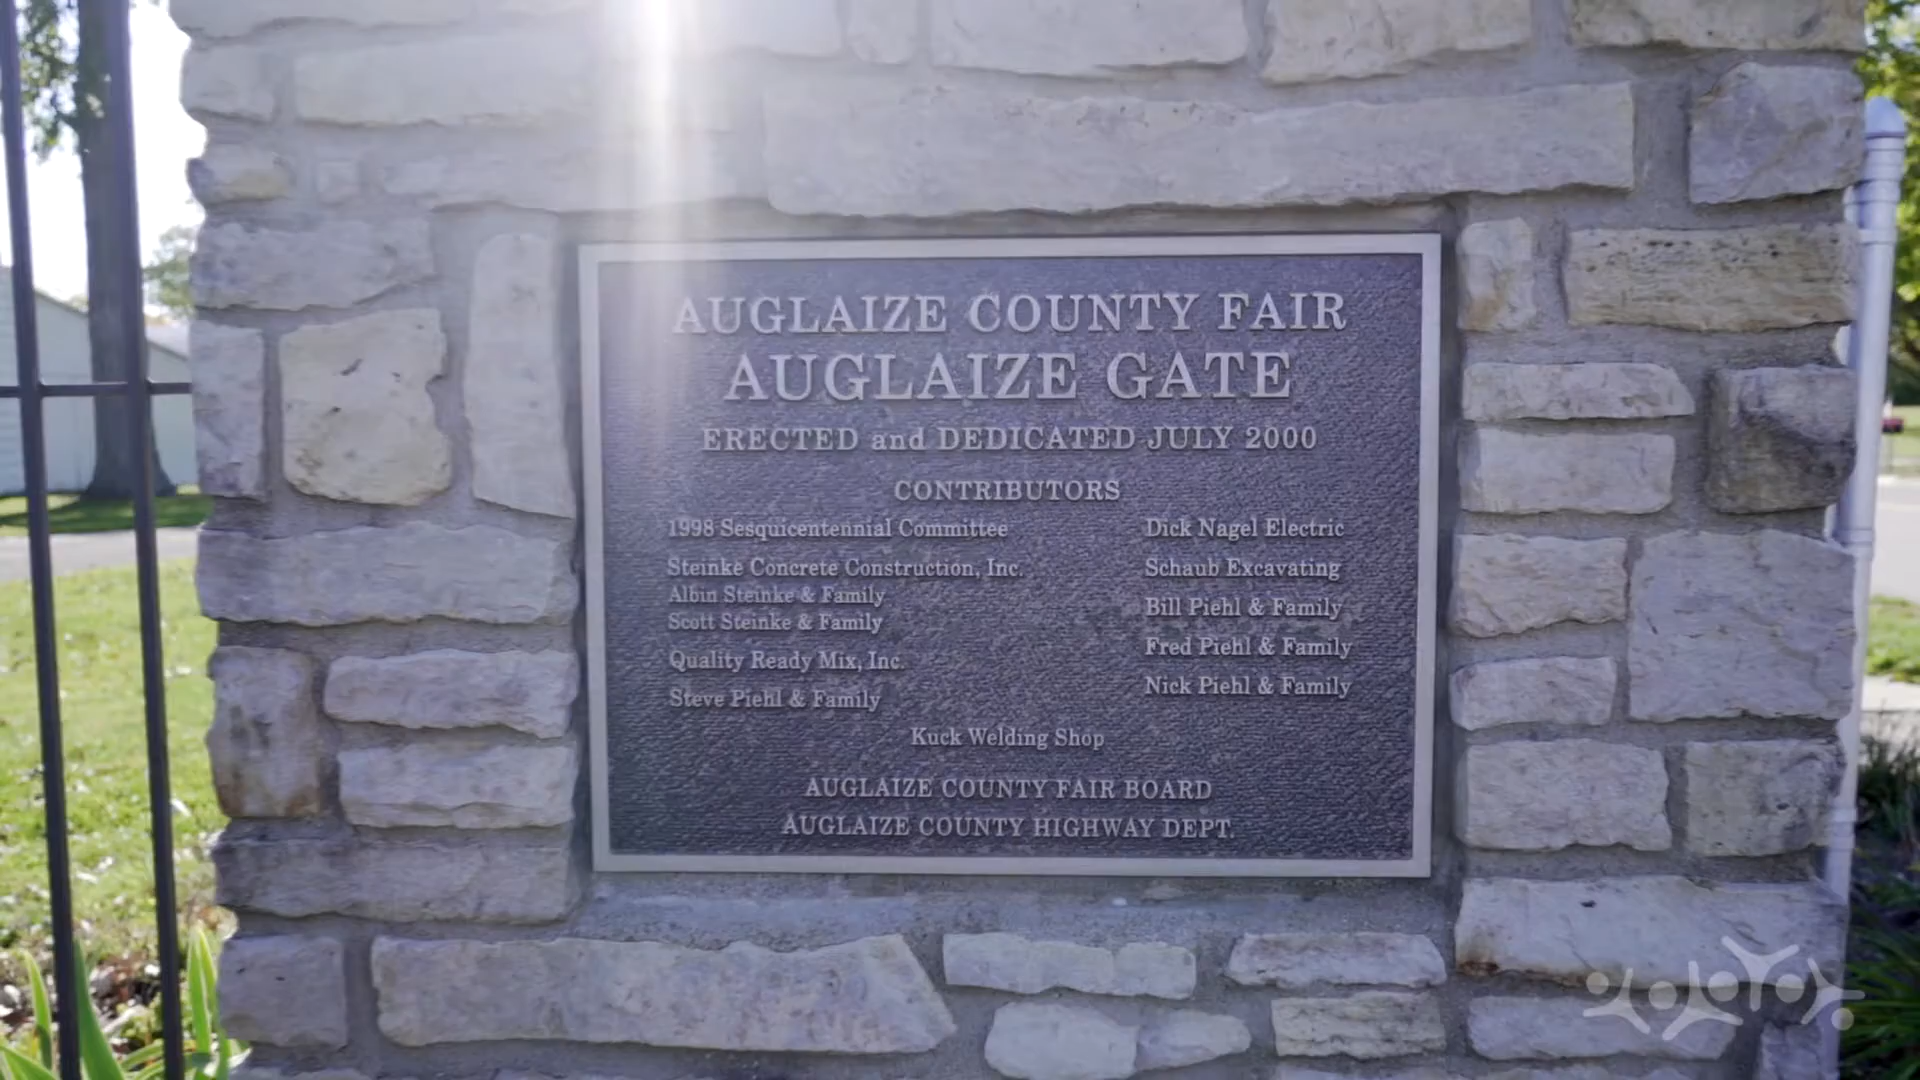 AUGLAIZE COUNTY FAIR
AUGLAIZE GATE
ERECTED and DEDICATED JULY 2000
CONTRIBUTORS
1998 Sesquicentennial Committee
Steinke Concrete Construction, Inc.
Albin Steinke & Family
Scott Steinke & Family
Quality Ready Mix, Inc.
Steve Piehl & Family
Dick Nagel Electric
Schaub Excavating
Bill Piehl & Family
Fred Piehl & Family
Nick Piehl & Family
Kuck Welding Shop
AUGLAIZE COUNTY FAIR BOARD
AUGLAIZE COUNTY HIGHWAY DEPT.